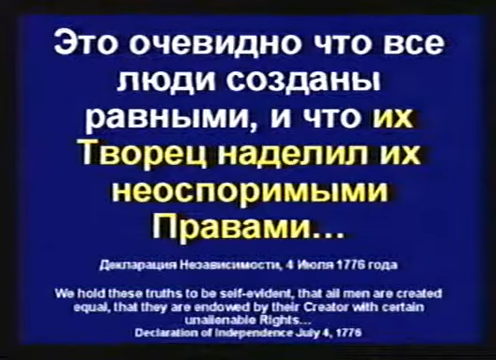 Это очевидно что все
люди созданы
равными, и что их
Творец наделил их
неоспоримыми
Правами...
Декларация Независимости, 4 Июля 1776 года
We hold these truths to be self-evident, that all men are created
equal, that they are endowed by their Creator with certain
unalienable Rights...
Declaration of Independence July 4, 1776